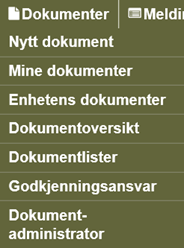 Dokumenter
Nytt dokument
Mine dokumenter
Enhetens dokumenter
Dokumentoversikt
Dokumentlister
Godkjenningsansvar
Dokument-
administrator